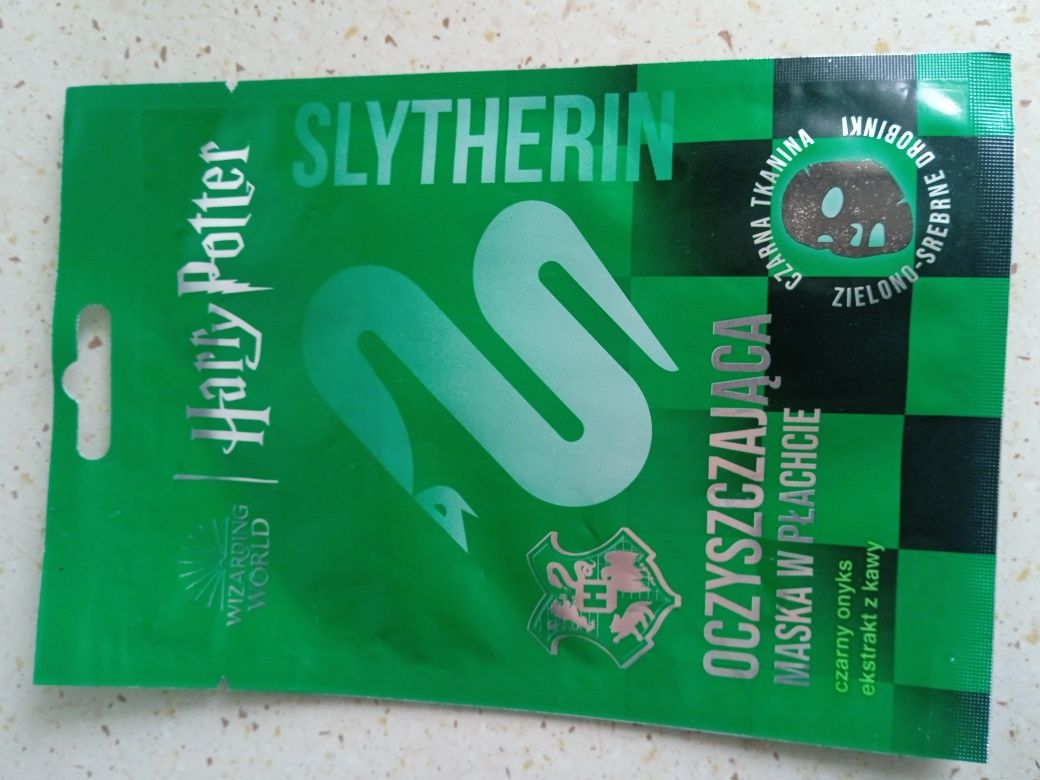 WIZARDING
WORLD
Harry Potter
SLYTHERIN
H
OCZYSZCZAJĄCA
MASKA W PŁACHCIE
czarny onyks
ekstrakt z kawy
CZARNA TKANINA
ZIELONO-SREBRNE DROBINKI